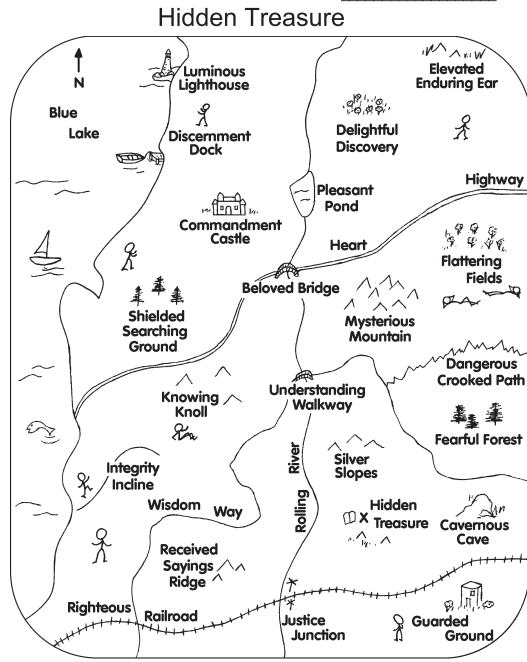 Hidden Treasure
N
Luminous
Lighthouse
Elevated
Enduring Ear
Blue
Lake
Discernment
Dock
Delightful
Discovery
Pleasant
Pond
Highway
Commandment
Castle
Heart
Flattering
Fields
Beloved Bridge
Shielded
Searching
Ground
Mysterious
Mountain
Dangerous
Crooked Path
Knowing
Knoll
Understanding
Walkway
Fearful Forest
Integrity
Incline
Silver
Slopes
Rolling River
Wisdom Way
X Hidden
Treasure
Cavernous
Cave
Received
Sayings
Ridge
Righteous Railroad
Justice
Junction
Guarded
Ground